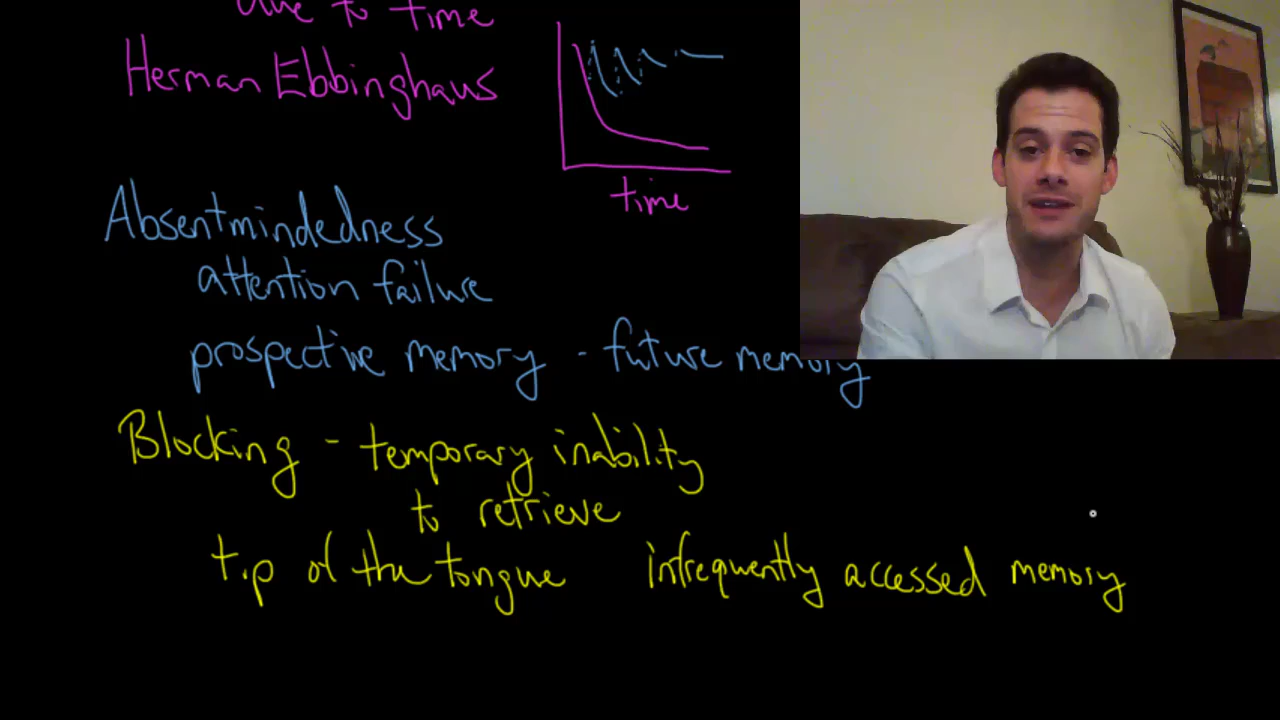 due to time
Herman Ebbinghaus
time
Absentmindedness
attention failure
prospective memory - future memory
Blocking - temporary inability
to retrieve
tip of the tongue infrequently accessed memory